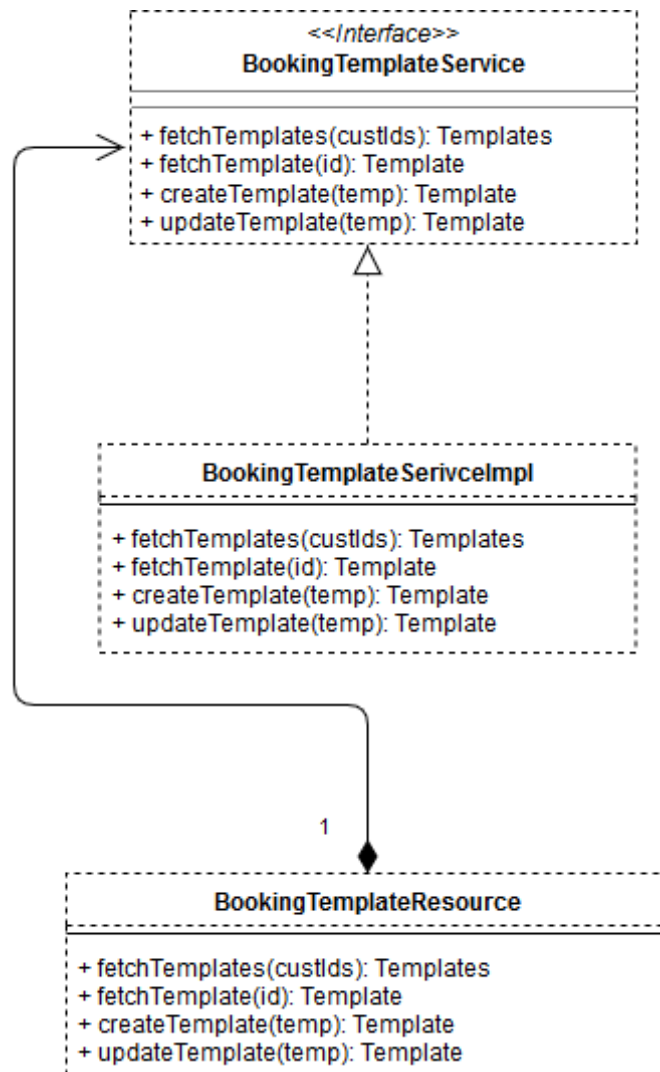 <<Interface>>
BookingTemplateService
+ fetchTemplates(custIds): Templates
+ fetchTemplate(id): Template
+ createTemplate(temp): Template
+ updateTemplate(temp): Template
BookingTemplateSerivceImpl
+ fetchTemplates(custIds): Templates
+ fetchTemplate(id): Template
+ createTemplate(temp): Template
+ updateTemplate(temp): Template
1
BookingTemplateResource
+ fetchTemplates(custIds): Templates
+ fetchTemplate(id): Template
+ createTemplate(temp): Template
+ updateTemplate(temp): Template